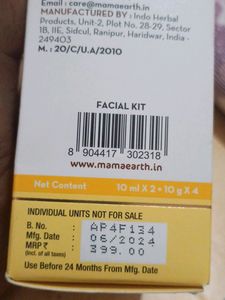 Email : care@mamaearth.in
MANUFACTURED BY : Indo Herbal
Products, Unit-2, Plot No. 28-29, Sector
1B, IIE, Sidcul, Ranipur, Haridwar, India -
249403
M. : 20/C/U.A/2010
FACIAL KIT
8 904417 302318
www.mamaearth.in
Net Content
10 ml X 2 + 10 g X 4
INDIVIDUAL UNITS NOT FOR SALE
B. No. : AP4F134
Mfg. Date : 06/2024
MRP ₹ : 399.00
(Incl. of all taxes)
Use Before 24 Months From Mfg. Date